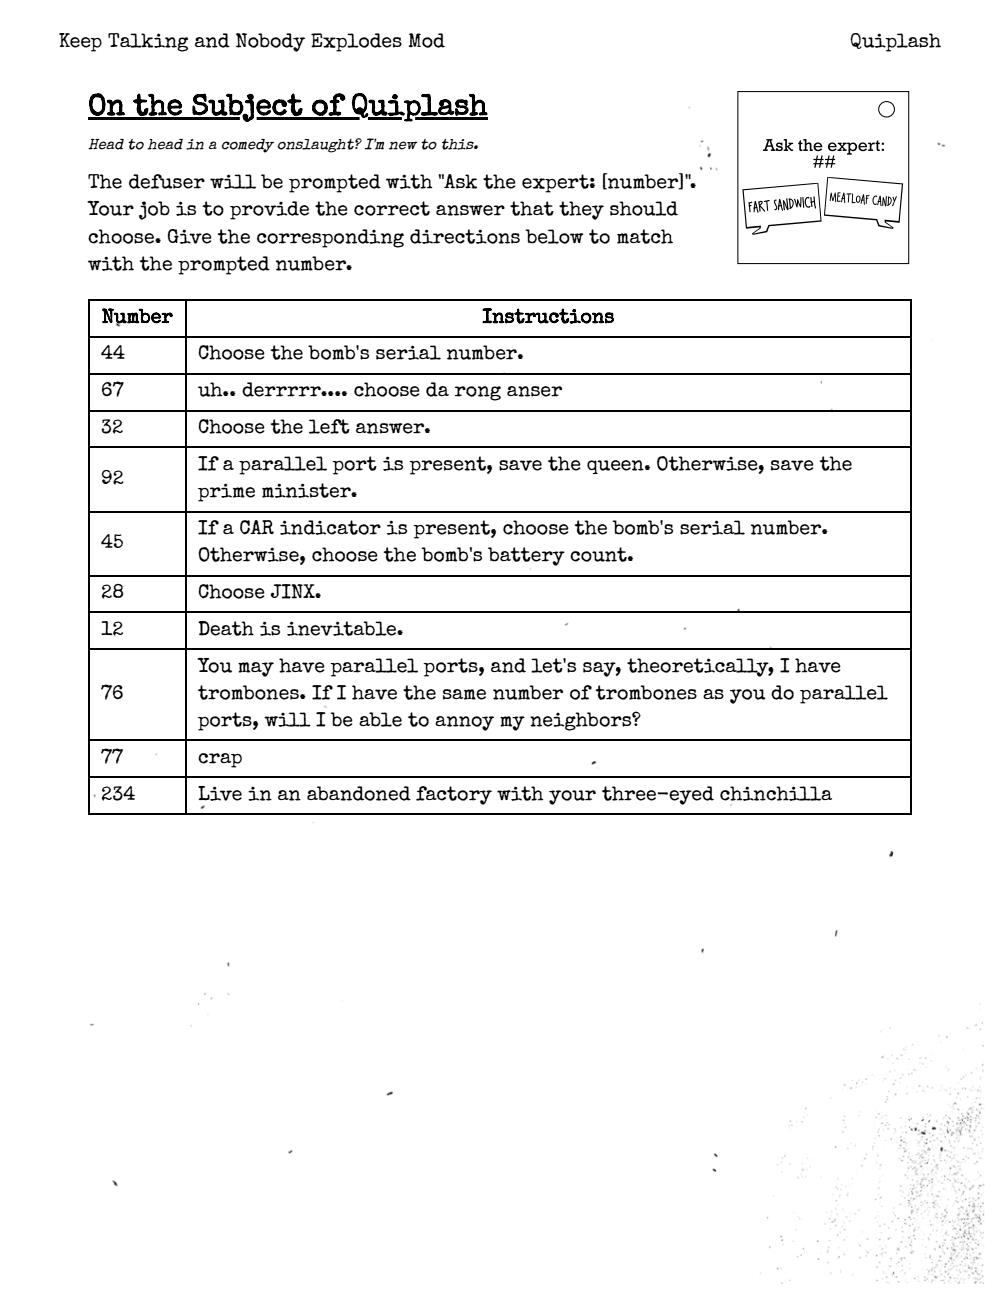 Keep Talking and Nobody Explodes Mod
Quiplash
On the Subject of Quiplash
Head to head in a comedy onslaught? I'm new to this.
The defuser will be prompted with "Ask the expert: [number]".
Your job is to provide the correct answer that they should
choose. Give the corresponding directions below to match
with the prompted number.
Ask the expert:
##
FART SANDWICH
MEATLOAF CANDY
Number
Instructions
44
Choose the bomb's serial number.
67
uh.. derrrrr.... choose da rong anser
32
Choose the left answer.
92
If a parallel port is present, save the queen. Otherwise, save the
prime minister.
45
If a CAR indicator is present, choose the bomb's serial number.
Otherwise, choose the bomb's battery count.
28
Choose JINX.
12
Death is inevitable.
76
You may have parallel ports, and let's say, theoretically, I have
trombones. If I have the same number of trombones as you do parallel
ports, will I be able to annoy my neighbors?
77
crap
234
Live in an abandoned factory with your three-eyed chinchilla